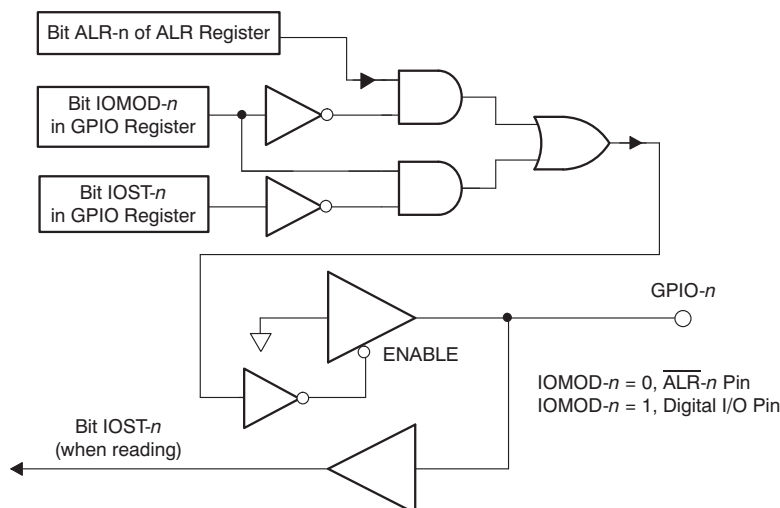 Bit ALR-n of ALR Register
Bit IOMOD-n
in GPIO Register
Bit IOST-n
in GPIO Register
GPIO-n
ENABLE
IOMOD-n = 0, A̅L̅R̅-n Pin
IOMOD-n = 1, Digital I/O Pin
Bit IOST-n
(when reading)